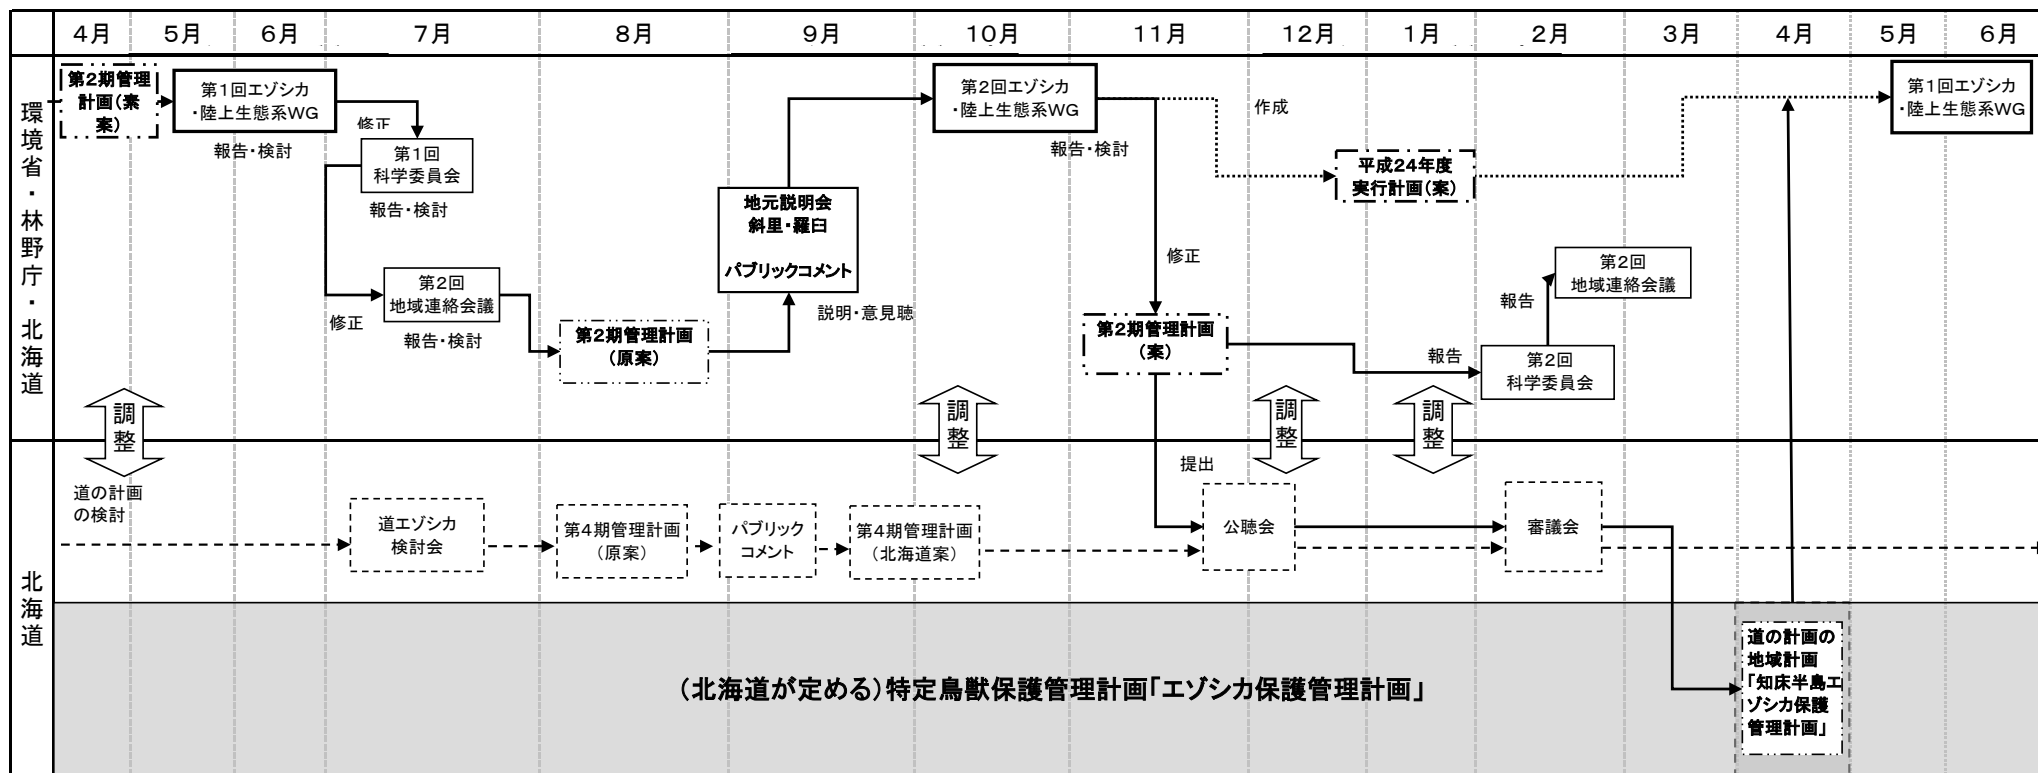 4月 5月 6月 7月 8月 9月 10月 11月 12月 1月 2月 3月 4月 5月 6月
環境省・林野庁・北海道
第2期管理
計画(素
案)
第1回エゾシカ
・陸上生態系WG
報告・検討
修正
第1回
科学委員会
報告・検討
修正
第2回
地域連絡会議
報告・検討
第2期管理計画
(原案)
地元説明会
斜里・羅臼
パブリックコメント
説明・意見聴
第2回エゾシカ
・陸上生態系WG
報告・検討
作成
修正
第2期管理計画
(案)
平成24年度
実行計画(案)
報告
第2回
科学委員会
報告
第2回
地域連絡会議
第1回エゾシカ
・陸上生態系WG
調整
調整
調整
調整
北海道
道の計画
の検討
道エゾシカ
検討会
第4期管理計画
(原案)
パブリック
コメント
第4期管理計画
(北海道案)
提出
公聴会
審議会
(北海道が定める)特定鳥獣保護管理計画「エゾシカ保護管理計画」
道の計画の
地域計画
「知床半島エ
ゾシカ保護
管理計画」